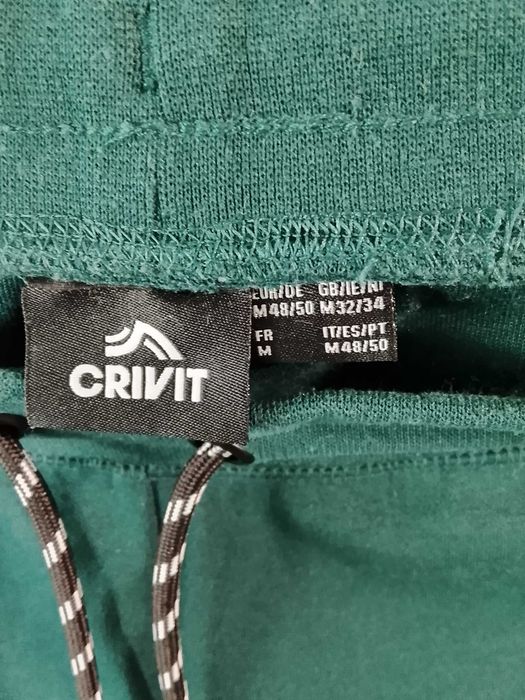 CRIVIT
EUR/DE GB/IE/NI
M48/50 M32/34
FR IT/ES/PT
M M48/50